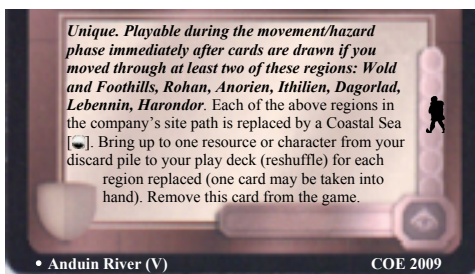 Unique. Playable during the movement/hazard
phase immediately after cards are drawn if you
moved through at least two of these regions: Wold
and Foothills, Rohan, Anorien, Ithilien, Dagorlad,
Lebennin, Harondor. Each of the above regions in
the company's site path is replaced by a Coastal Sea
[]. Bring up to one resource or character from your
discard pile to your play deck (reshuffle) for each
region replaced (one card may be taken into
hand). Remove this card from the game.
• Anduin River (V) COE 2009